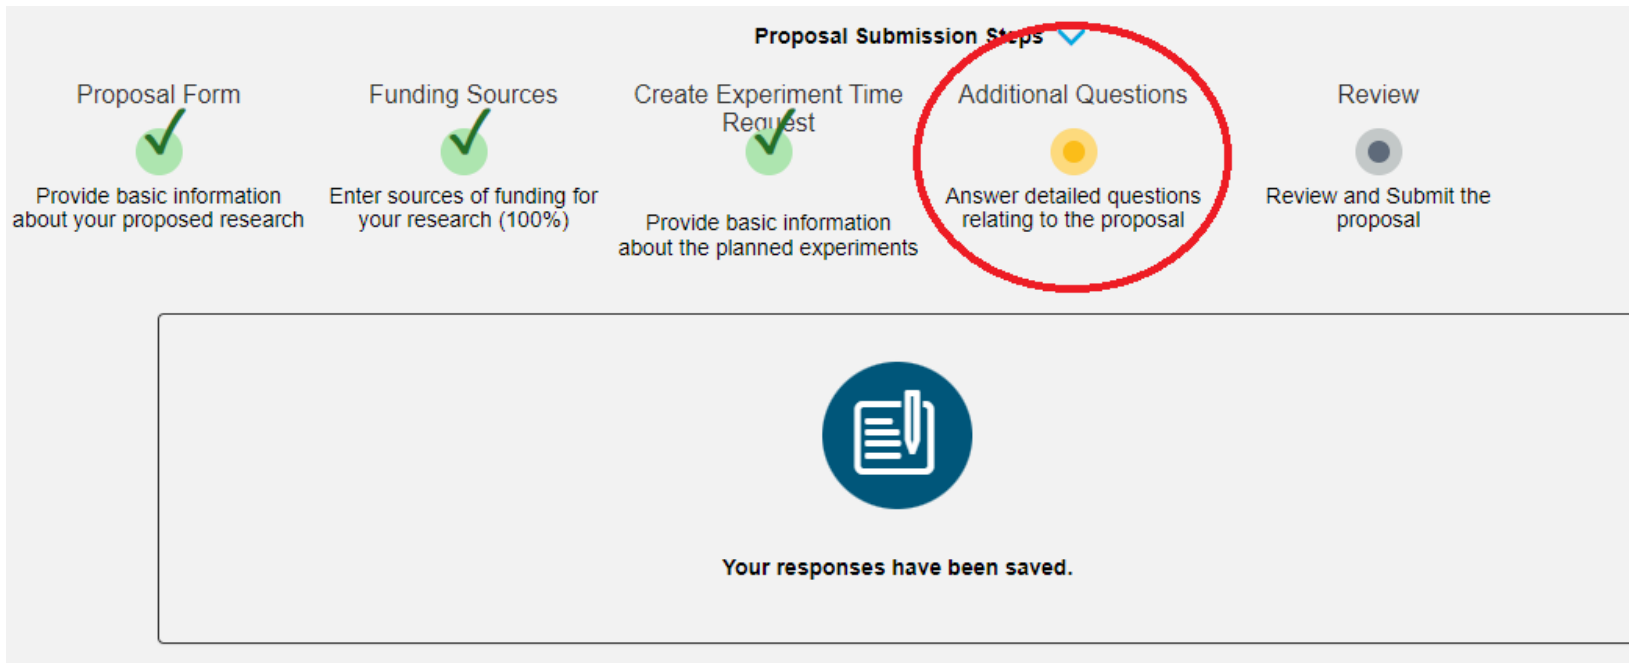 Proposal Submission Steps
Proposal Form
Funding Sources
Create Experiment Time
Request
Additional Questions
Review
Provide basic information
about your proposed research
Enter sources of funding for
your research (100%)
Provide basic information
about the planned experiments
Answer detailed questions
relating to the proposal
Review and Submit the
proposal
Your responses have been saved.